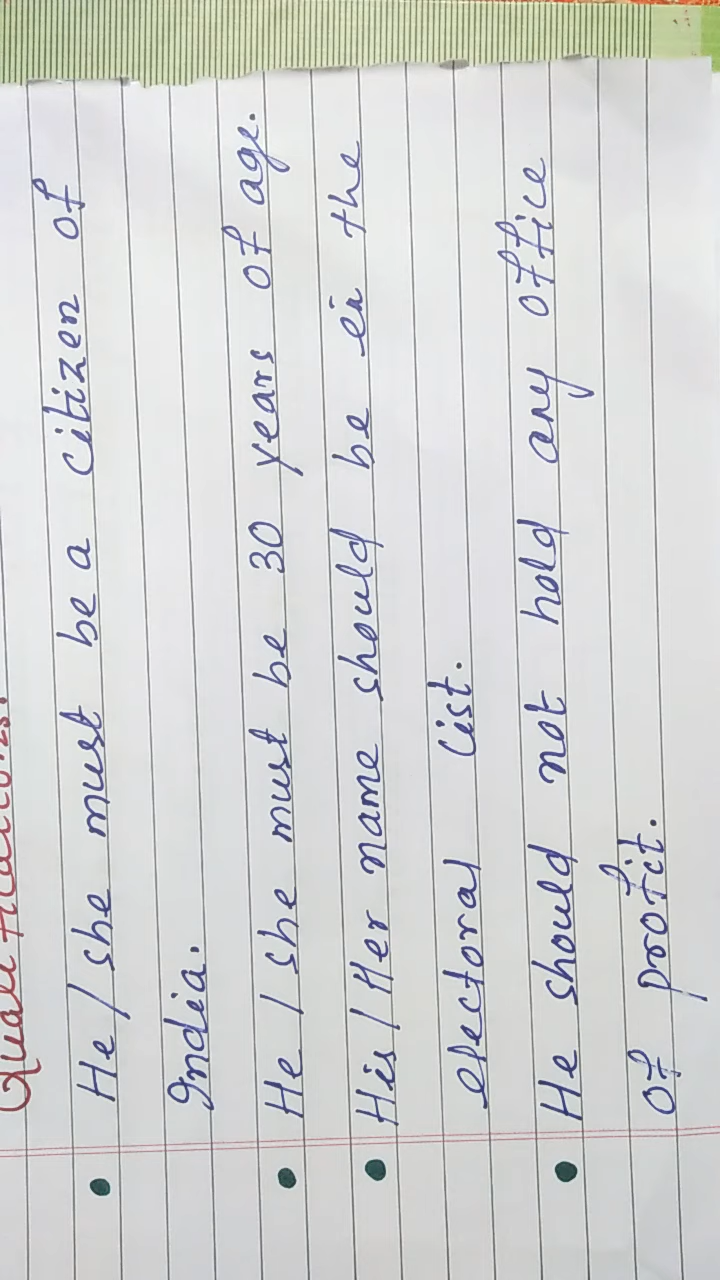 Qualifications:
• He/she must be a citizen of
India.
• He/she must be 30 years of age.
• His/Her name should be in the
electoral list.
• He should not hold any office
of profit.